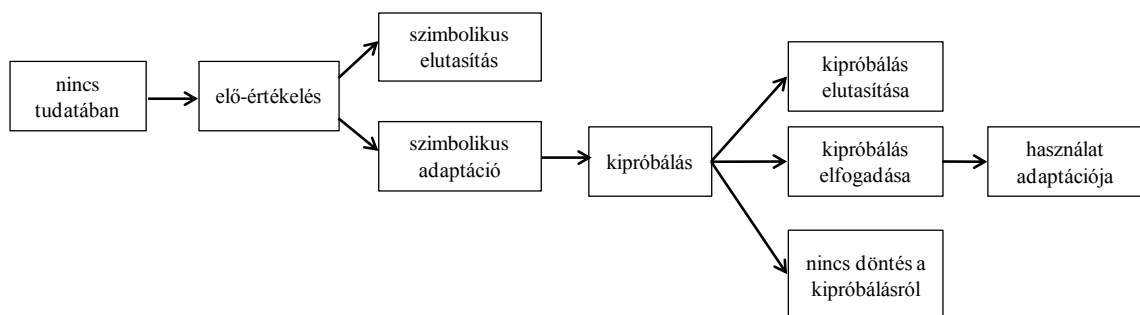 nincs
tudatában
elő-értékelés
szimbolikus
elutasítás
szimbolikus
adaptáció
kipróbálás
kipróbálás
elutasítása
kipróbálás
elfogadása
nincs döntés a
kipróbálásról
használat
adaptációja